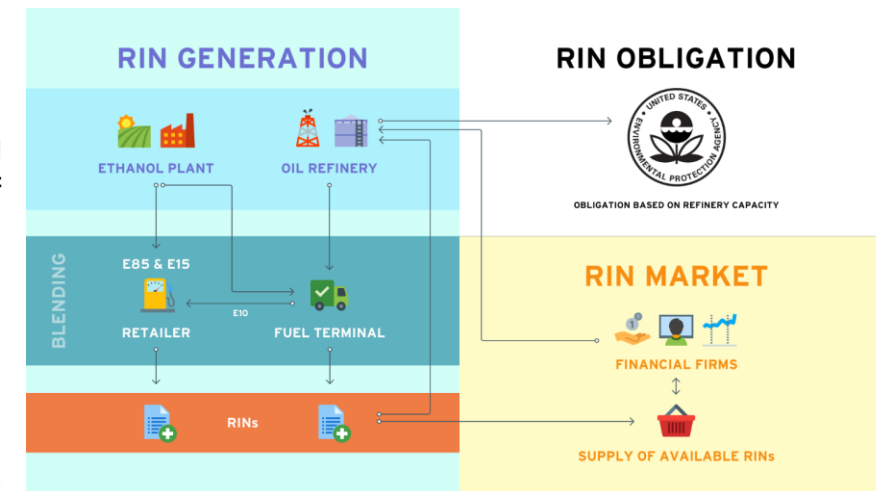 RIN GENERATION
ETHANOL PLANT
OIL REFINERY
BLENDING
E85 & E15
RETAILER
E10
FUEL TERMINAL
RINs
RIN OBLIGATION
UNITED STATES
ENVIRONMENTAL PROTECTION AGENCY
OBLIGATION BASED ON REFINERY CAPACITY
RIN MARKET
1
FINANCIAL FIRMS
SUPPLY OF AVAILABLE RINs